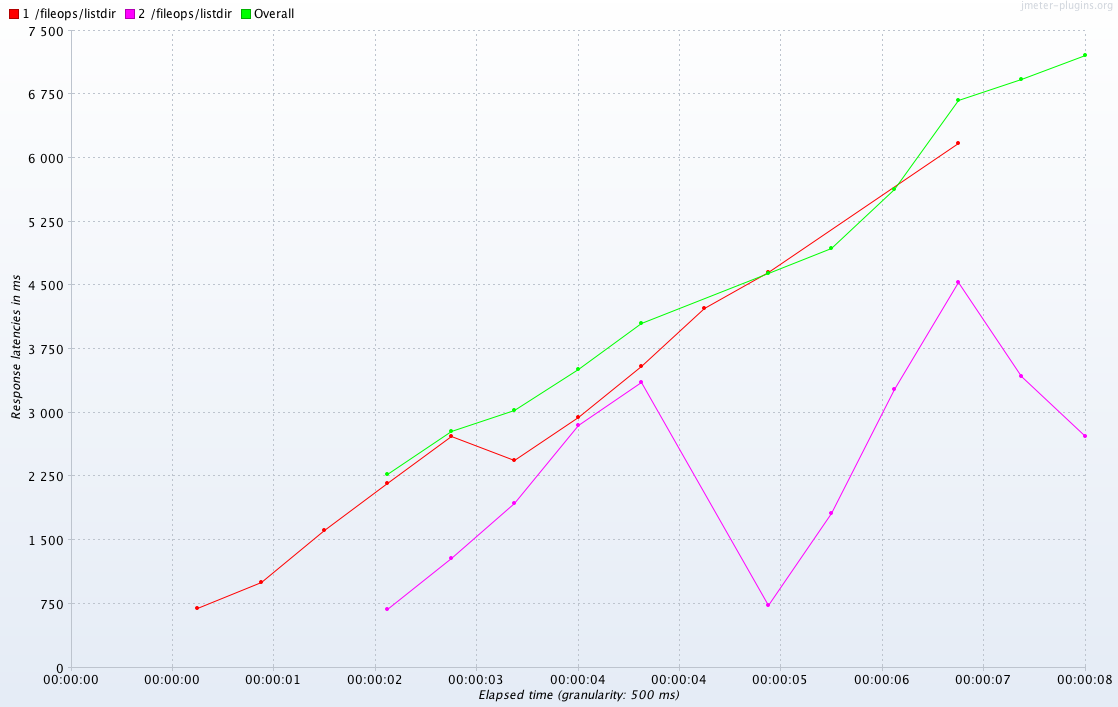 jmeter-plugins.org
1 /fileops/listdir 2 /fileops/listdir Overall
7 500
6 750
6 000
5 250
4 500
3 750
3 000
2 250
1 500
750
0
Response latencies in ms
00:00:00 00:00:00 00:00:01 00:00:02 00:00:03 00:00:04 00:00:04 00:00:05 00:00:06 00:00:07 00:00:08
Elapsed time (granularity: 500 ms)